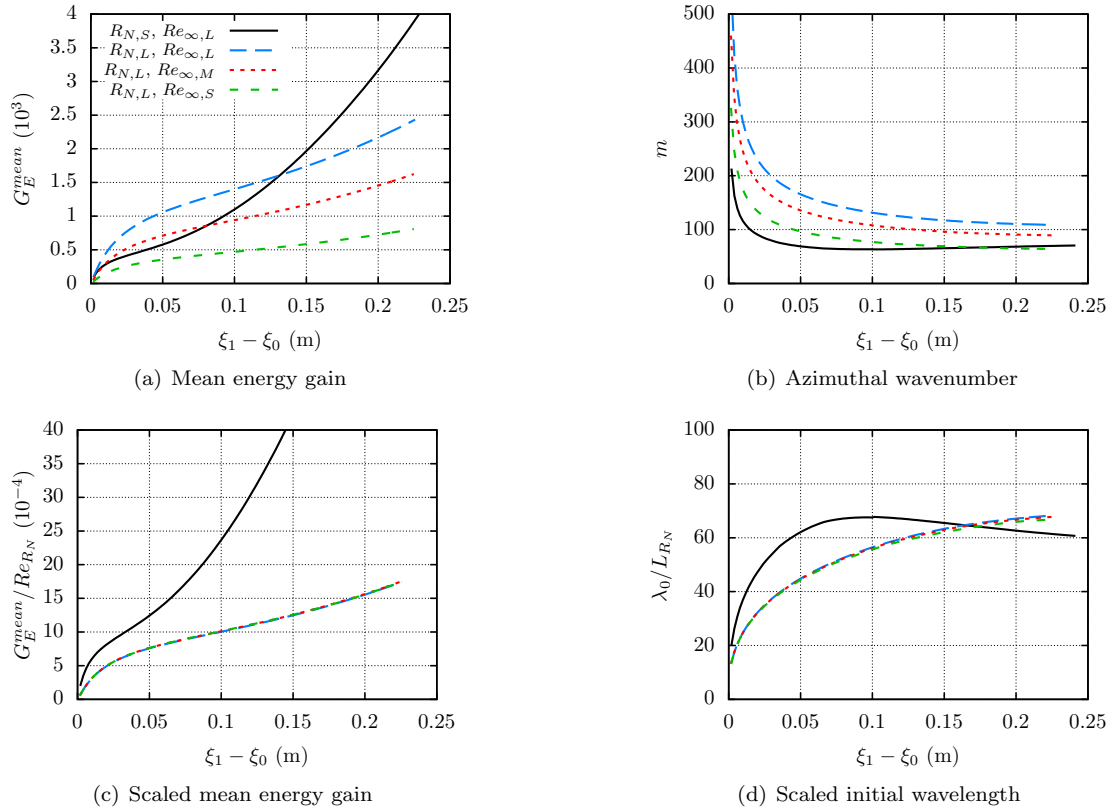 4
3.5
3
2.5
2
1.5
1
0.5
0
R_{N,S}, Re_{∞,L}
R_{N,L}, Re_{∞,L}
R_{N,L}, Re_{∞,M}
R_{N,L}, Re_{∞,S}
G_E^{mean} (10^3)
0 0.05 0.1 0.15 0.2 0.25
ξ_1 − ξ_0 (m)
(a) Mean energy gain
500
400
300
200
100
0
m
0 0.05 0.1 0.15 0.2 0.25
ξ_1 − ξ_0 (m)
(b) Azimuthal wavenumber
40
35
30
25
20
15
10
5
0
G_E^{mean}/Re_{R_N} (10^{−4})
0 0.05 0.1 0.15 0.2 0.25
ξ_1 − ξ_0 (m)
(c) Scaled mean energy gain
100
80
60
40
20
0
λ_0/L_{R_N}
0 0.05 0.1 0.15 0.2 0.25
ξ_1 − ξ_0 (m)
(d) Scaled initial wavelength